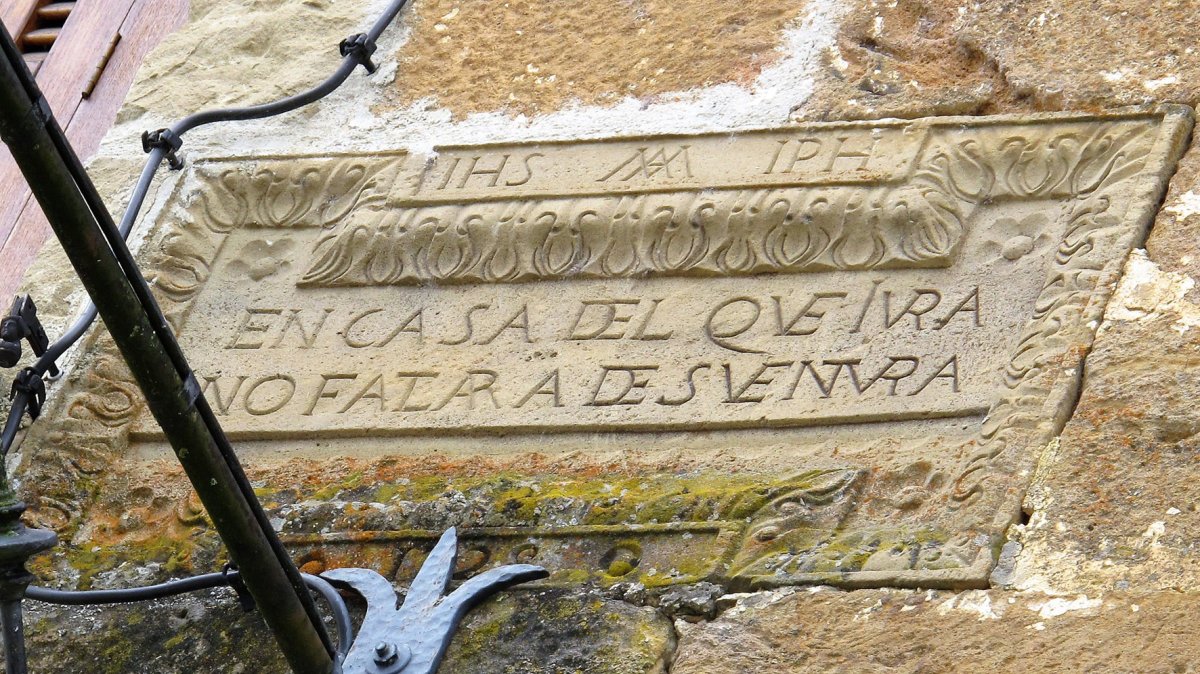 IHS MA IPH
EN CASA DEL QVE IVRA
NO FALTARA DESVENTVRA